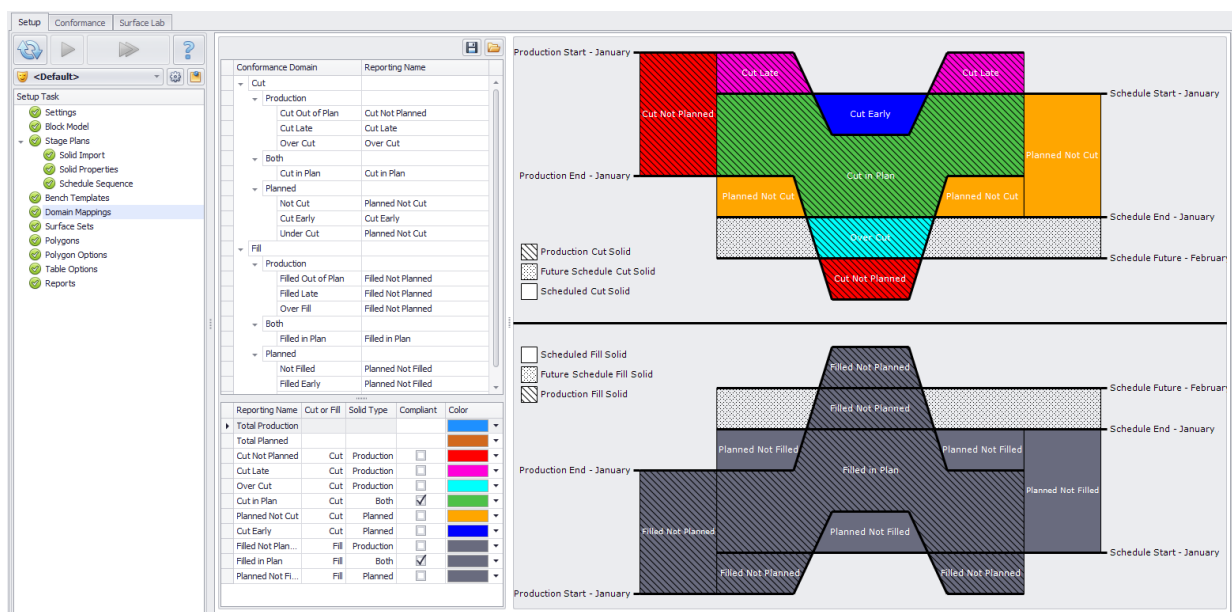 Setup Conformance Surface Lab
<Default>
Setup Task
Settings
Block Model
Stage Plans
Solid Import
Solid Properties
Schedule Sequence
Bench Templates
Domain Mappings
Surface Sets
Polygons
Polygon Options
Table Options
Reports
Conformance Domain Reporting Name
Cut
Production
Cut Out of Plan Cut Not Planned
Cut Late Cut Late
Over Cut Over Cut
Both
Cut in Plan Cut in Plan
Planned
Not Cut Planned Not Cut
Cut Early Cut Early
Under Cut Planned Not Cut
Fill
Production
Filled Out of Plan Filled Not Planned
Filled Late Filled Not Planned
Over Fill Filled Not Planned
Both
Filled in Plan Filled in Plan
Planned
Not Filled Planned Not Filled
Filled Early Planned Not Filled
Reporting Name Cut or Fill Solid Type Compliant Color
Total Production
Total Planned
Cut Not Planned Cut Production
Cut Late Cut Production
Over Cut Cut Production
Cut in Plan Cut Both
Planned Not Cut Cut Planned
Cut Early Cut Planned
Filled Not Plan... Fill Production
Filled in Plan Fill Both
Planned Not Fi... Fill Planned
Production Start - January
Cut Late Cut Late
Schedule Start - January
Cut Not Planned Cut Early
Planned Not Cut
Production End - January Cut in Plan
Planned Not Cut Planned Not Cut
Schedule End - January
Over Cut
Production Cut Solid
Schedule Future - February
Future Schedule Cut Solid
Cut Not Planned
Scheduled Cut Solid
Scheduled Fill Solid
Filled Not Planned
Future Schedule Fill Solid
Schedule Future - February
Production Fill Solid
Filled Not Planned
Schedule End - January
Planned Not Filled Planned Not Filled
Production End - January Filled in Plan
Planned Not Filled
Filled Not Planned Planned Not Filled
Schedule Start - January
Filled Not Planned Filled Not Planned
Production Start - January